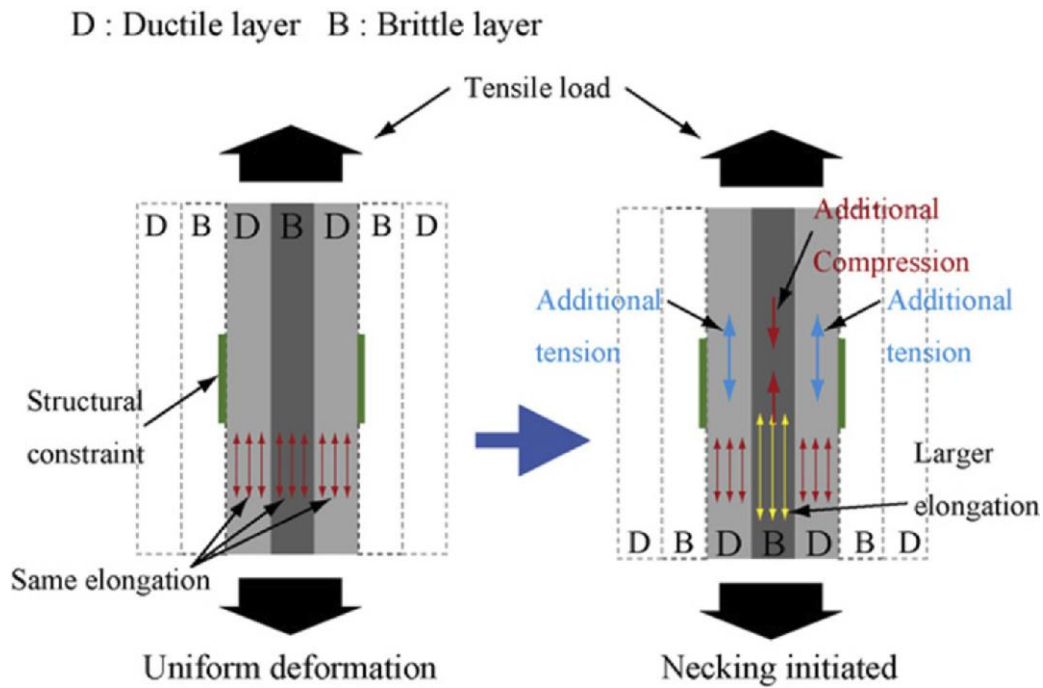 D : Ductile layer B : Brittle layer
Tensile load
D B D B D B D
Additional
Compression
Additional
tension
Additional
tension
Structural
constraint
Larger
elongation
D B D B D B D
Same elongation
Uniform deformation
Necking initiated